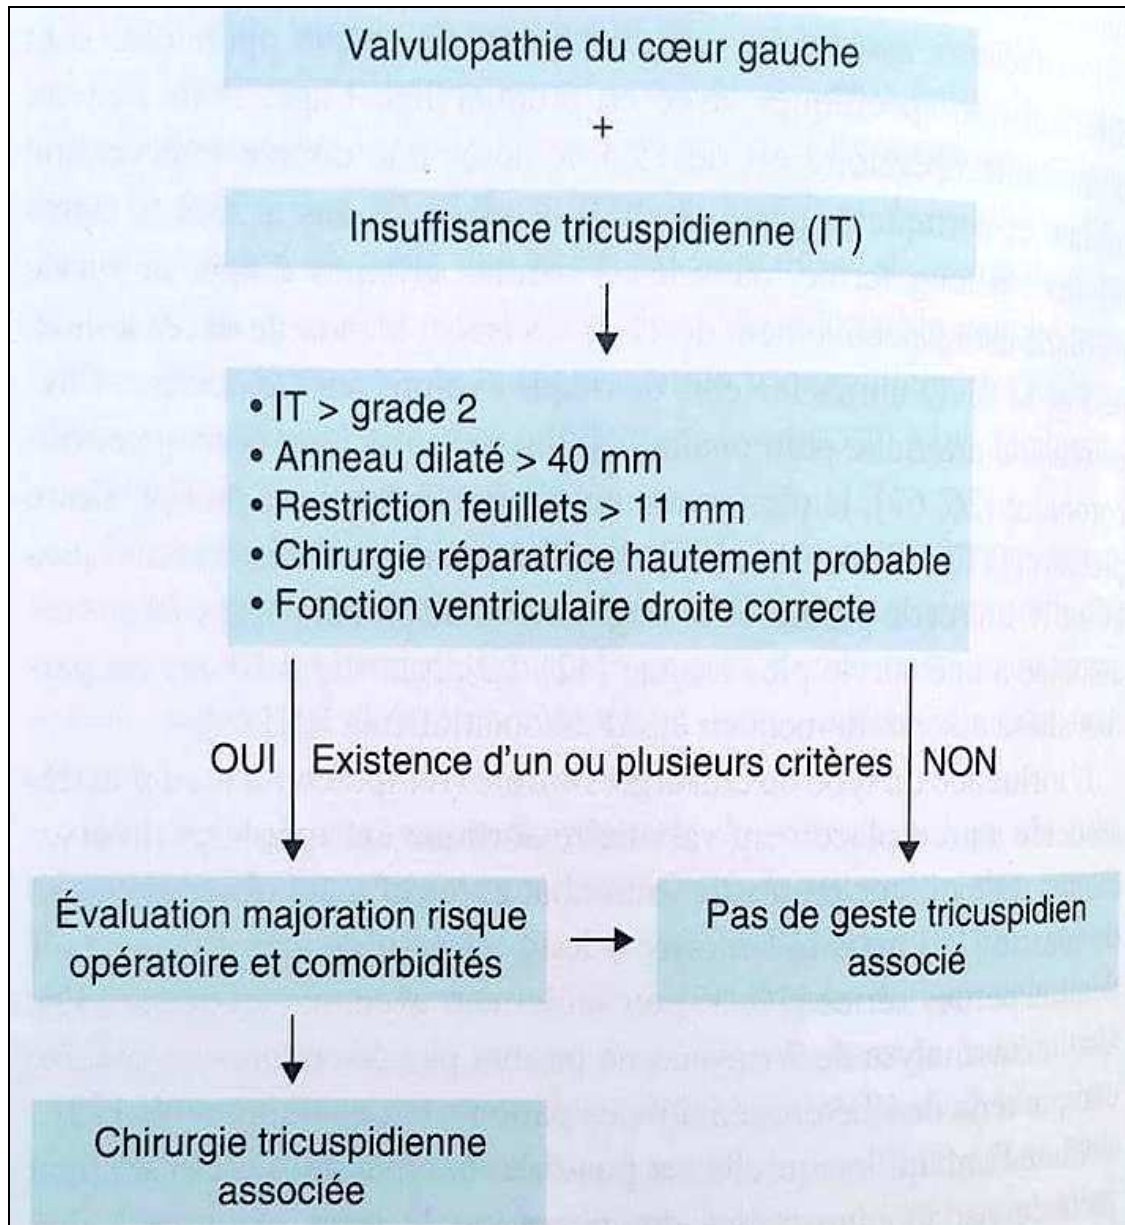 Valvulopathie du cœur gauche
+
Insuffisance tricuspidienne (IT)
• IT > grade 2
• Anneau dilaté > 40 mm
• Restriction feuillets > 11 mm
• Chirurgie réparatrice hautement probable
• Fonction ventriculaire droite correcte
OUI Existence d'un ou plusieurs critères NON
Évaluation majoration risque
opératoire et comorbidités
Pas de geste tricuspidien
associé
Chirurgie tricuspidienne
associée